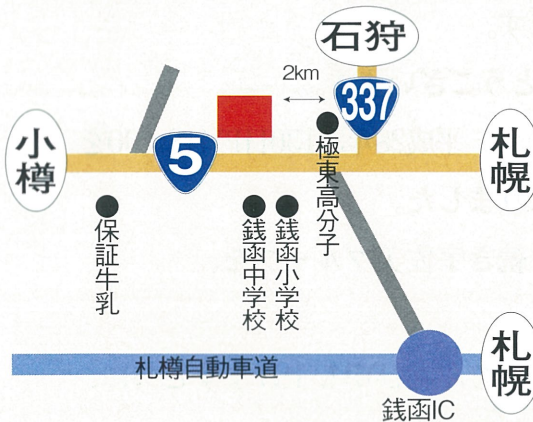 石狩
2km
337
5
小樽
札幌
極東高分子
保証牛乳
銭函中学校
銭函小学校
札樽自動車道
札幌
銭函IC